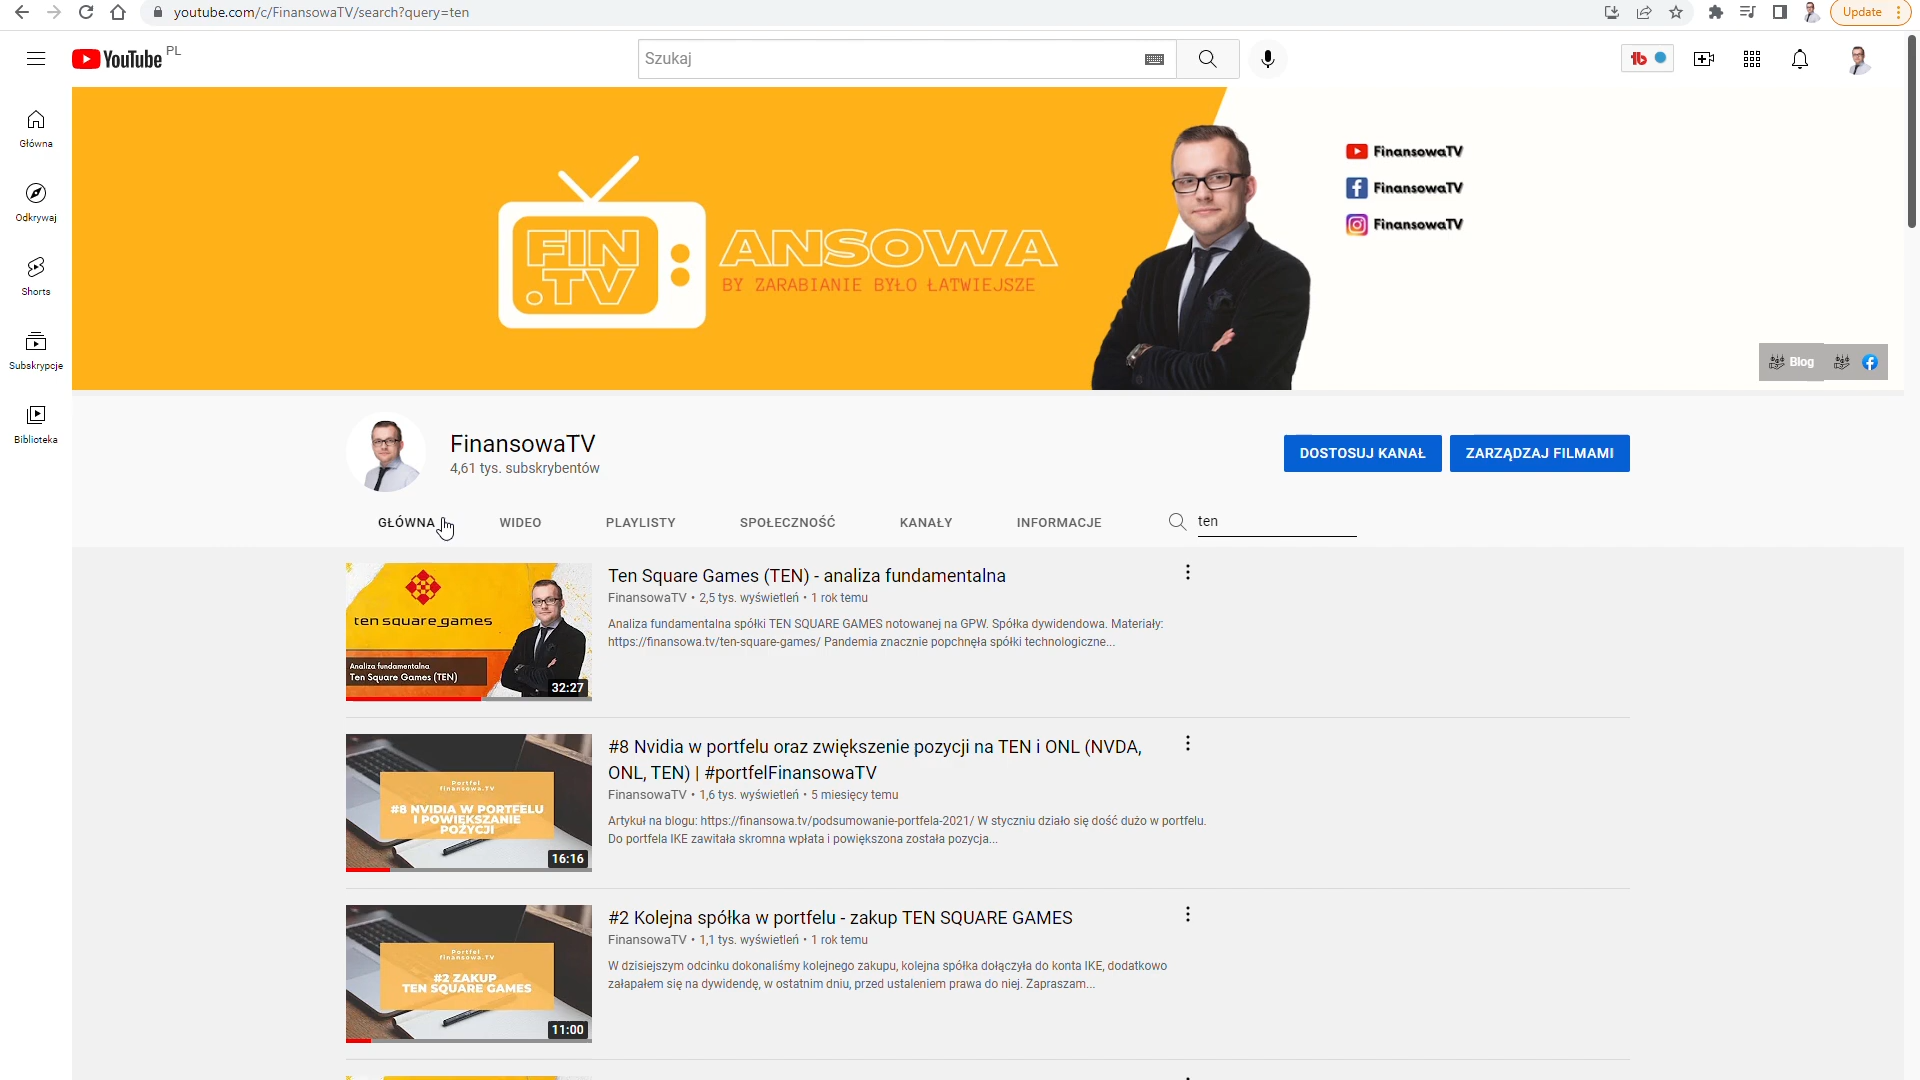 youtube.com/c/FinansowaTV/search?query=ten
Update
YouTube PL
Szukaj
Główna
Odkrywaj
Shorts
Subskrypcje
Biblioteka
FIN
.TV
ANSOWA
BY ZARABIANIE BYŁO ŁATWIEJSZE
FinansowaTV
FinansowaTV
FinansowaTV
Blog
FinansowaTV
4,61 tys. subskrybentów
DOSTOSUJ KANAŁ
ZARZĄDZAJ FILMAMI
GŁÓWNA
WIDEO
PLAYLISTY
SPOŁECZNOŚĆ
KANAŁY
INFORMACJE
ten
ten square games
Analiza fundamentalna
Ten Square Games (TEN)
32:27
Ten Square Games (TEN) - analiza fundamentalna
FinansowaTV • 2,5 tys. wyświetleń • 1 rok temu
Analiza fundamentalna spółki TEN SQUARE GAMES notowanej na GPW. Spółka dywidendowa. Materiały:
https://finansowa.tv/ten-square-games/ Pandemia znacznie popchnęła spółki technologiczne...
Portfel
finansowa.TV
#8 NVIDIA W PORTFELU
I POWIĘKSZANIE
POZYCJI
16:16
#8 Nvidia w portfelu oraz zwiększenie pozycji na TEN i ONL (NVDA,
ONL, TEN) | #portfelFinansowaTV
FinansowaTV • 1,6 tys. wyświetleń • 5 miesięcy temu
Artykuł na blogu: https://finansowa.tv/podsumowanie-portfela-2021/ W styczniu działo się dość dużo w portfelu.
Do portfela IKE zawitała skromna wpłata i powiększona została pozycja...
Portfel
finansowa.TV
#2 ZAKUP
TEN SQUARE GAMES
11:00
#2 Kolejna spółka w portfelu - zakup TEN SQUARE GAMES
FinansowaTV • 1,1 tys. wyświetleń • 1 rok temu
W dzisiejszym odcinku dokonaliśmy kolejnego zakupu, kolejna spółka dołączyła do konta IKE, dodatkowo
załapałem się na dywidendę, w ostatnim dniu, przed ustaleniem prawa do niej. Zapraszam...